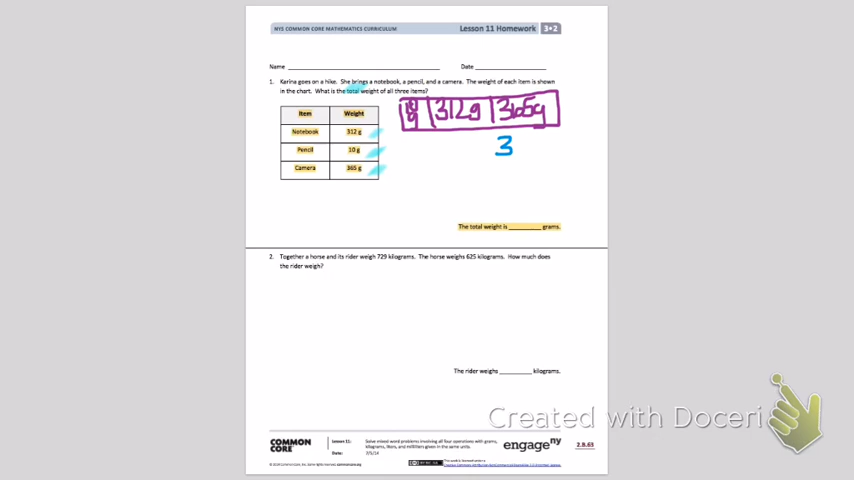 NYS COMMON CORE MATHEMATICS CURRICULUM Lesson 11 Homework 3•2
Name Date
1. Karina goes on a hike. She brings a notebook, a pencil, and a camera. The weight of each item is shown
in the chart. What is the total weight of all three items?
312g 365g
Item Weight
Notebook 312 g
3
Pencil 10 g
Camera 365 g
The total weight is _________ grams.
2. Together a horse and its rider weigh 729 kilograms. The horse weighs 625 kilograms. How much does
the rider weigh?
The rider weighs _________ kilograms.
Created with Doceri
COMMON
CORE
Lesson 11: Solve mixed word problems involving all four operations with grams,
kilograms, liters, and milliliters given in the same units.
Date: 7/5/14
engageny
2.B.63